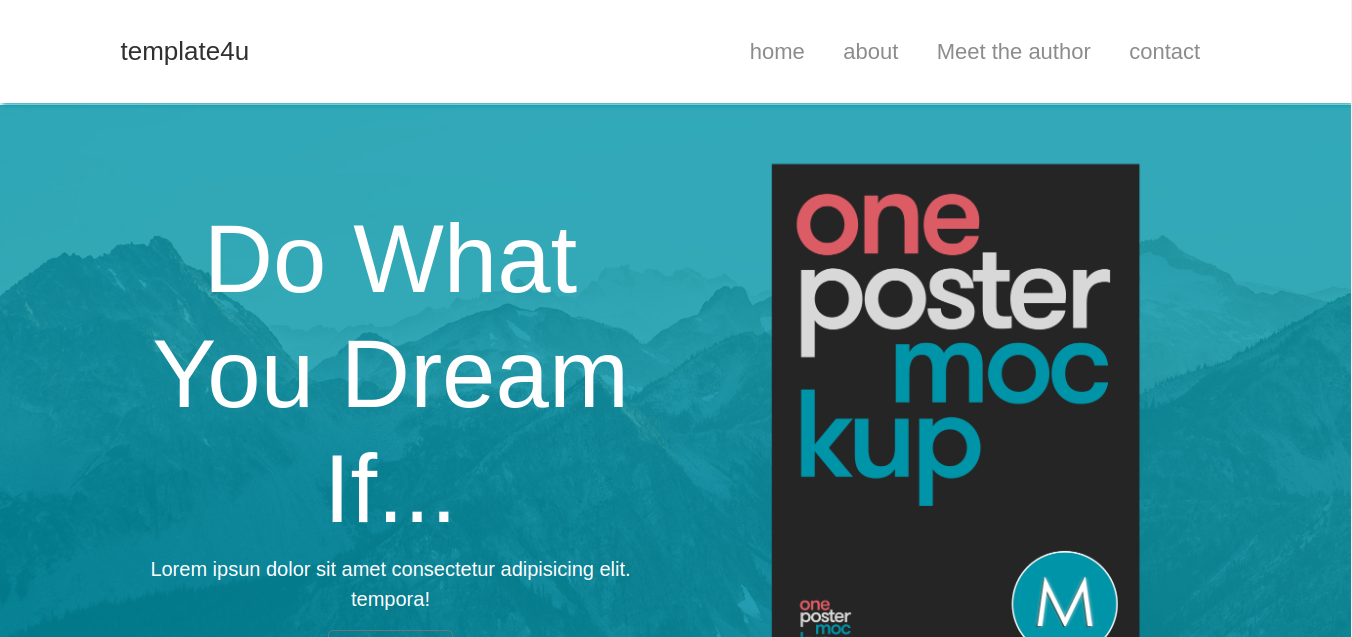 template4u
home about Meet the author contact
Do What
You Dream
If...
Lorem ipsun dolor sit amet consectetur adipisicing elit.
tempora!
one
poster
moc
kup
M
one
poster
moc